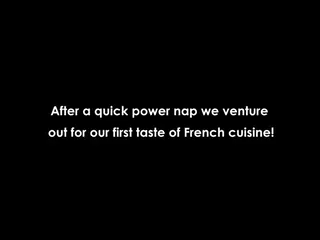 After a quick power nap we venture
out for our first taste of French cuisine!